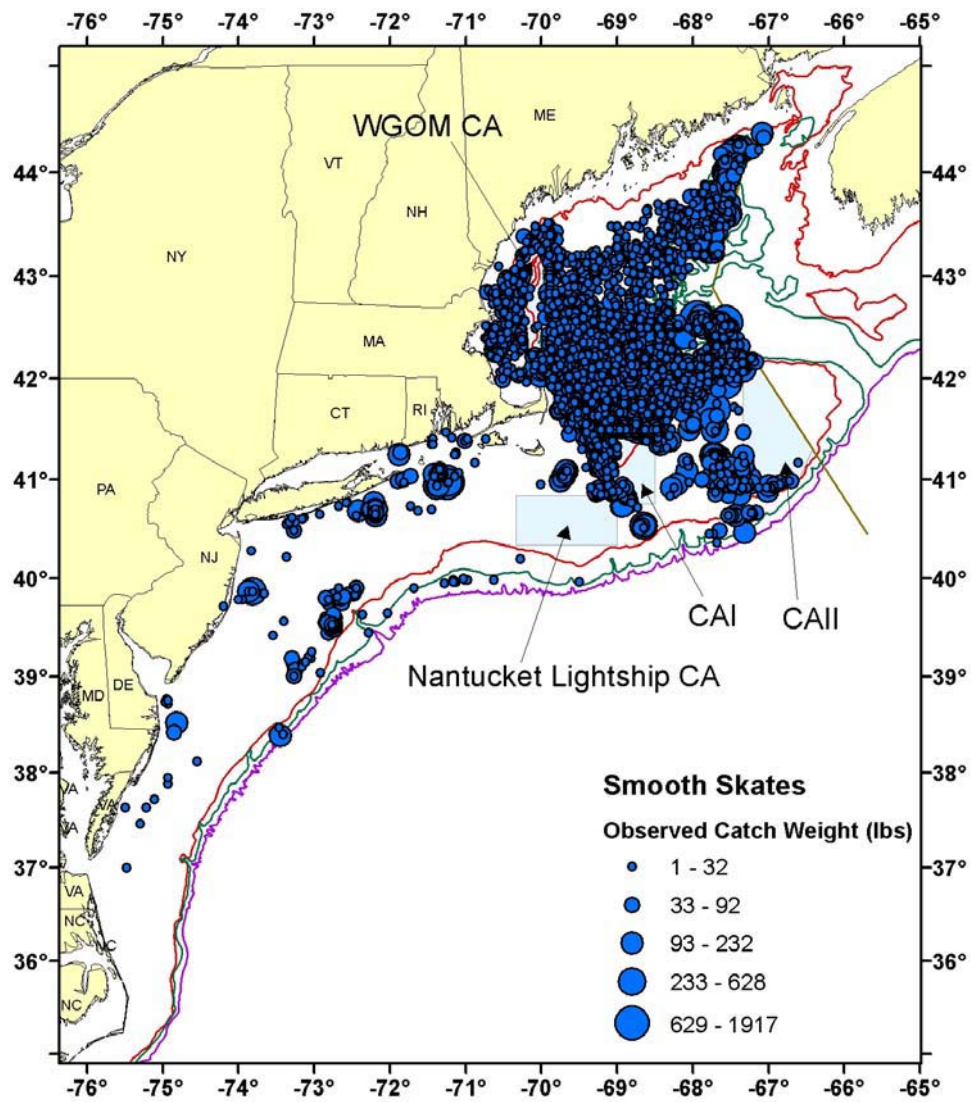 -76° -75° -74° -73° -72° -71° -70° -69° -68° -67° -66° -65°
WGOM CA
ME
44° 44°
VT
NH
NY
43° 43°
MA
42° 42°
CT RI
41° 41°
PA
NJ
40° 40°
CAI CAII
Nantucket Lightship CA
39° 39°
MD DE
38° 38°
VA
VA
VA
Smooth Skates
Observed Catch Weight (lbs)
37° 37°
1 - 32
VA
33 - 92
NC
NC
93 - 232
36° 36°
233 - 628
NC
629 - 1917
-76° -75° -74° -73° -72° -71° -70° -69° -68° -67° -66° -65°